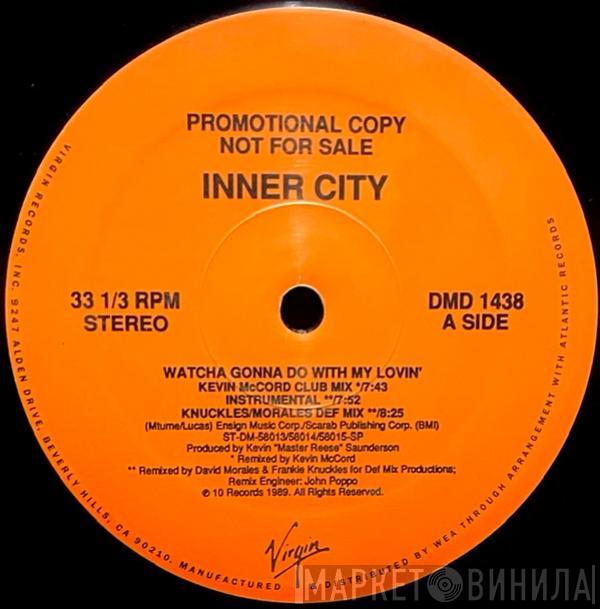 PROMOTIONAL COPY
NOT FOR SALE
INNER CITY
33 1/3 RPM
STEREO
DMD 1438
A SIDE
WATCHA GONNA DO WITH MY LOVIN'
KEVIN McCORD CLUB MIX */7:43
INSTRUMENTAL **/7:52
KNUCKLES/MORALES DEF MIX **/8:25
(Mtume/Lucas) Ensign Music Corp./Scarab Publishing Corp. (BMI)
ST-DM-58013/58014/58015-SP
Produced by Kevin "Master Reese" Saunderson
* Remixed by Kevin McCord
** Remixed by David Morales & Frankie Knuckles for Def Mix Productions;
Remix Engineer: John Poppo
℗ 10 Records 1989. All Rights Reserved.
Virgin
VIRGIN RECORDS, INC. 9247 ALDEN DRIVE, BEVERLY HILLS, CA 90210. MANUFACTURED & DISTRIBUTED BY WEA THROUGH ARRANGEMENT WITH ATLANTIC RECORDS
МАРКЕТ ВИНИЛА